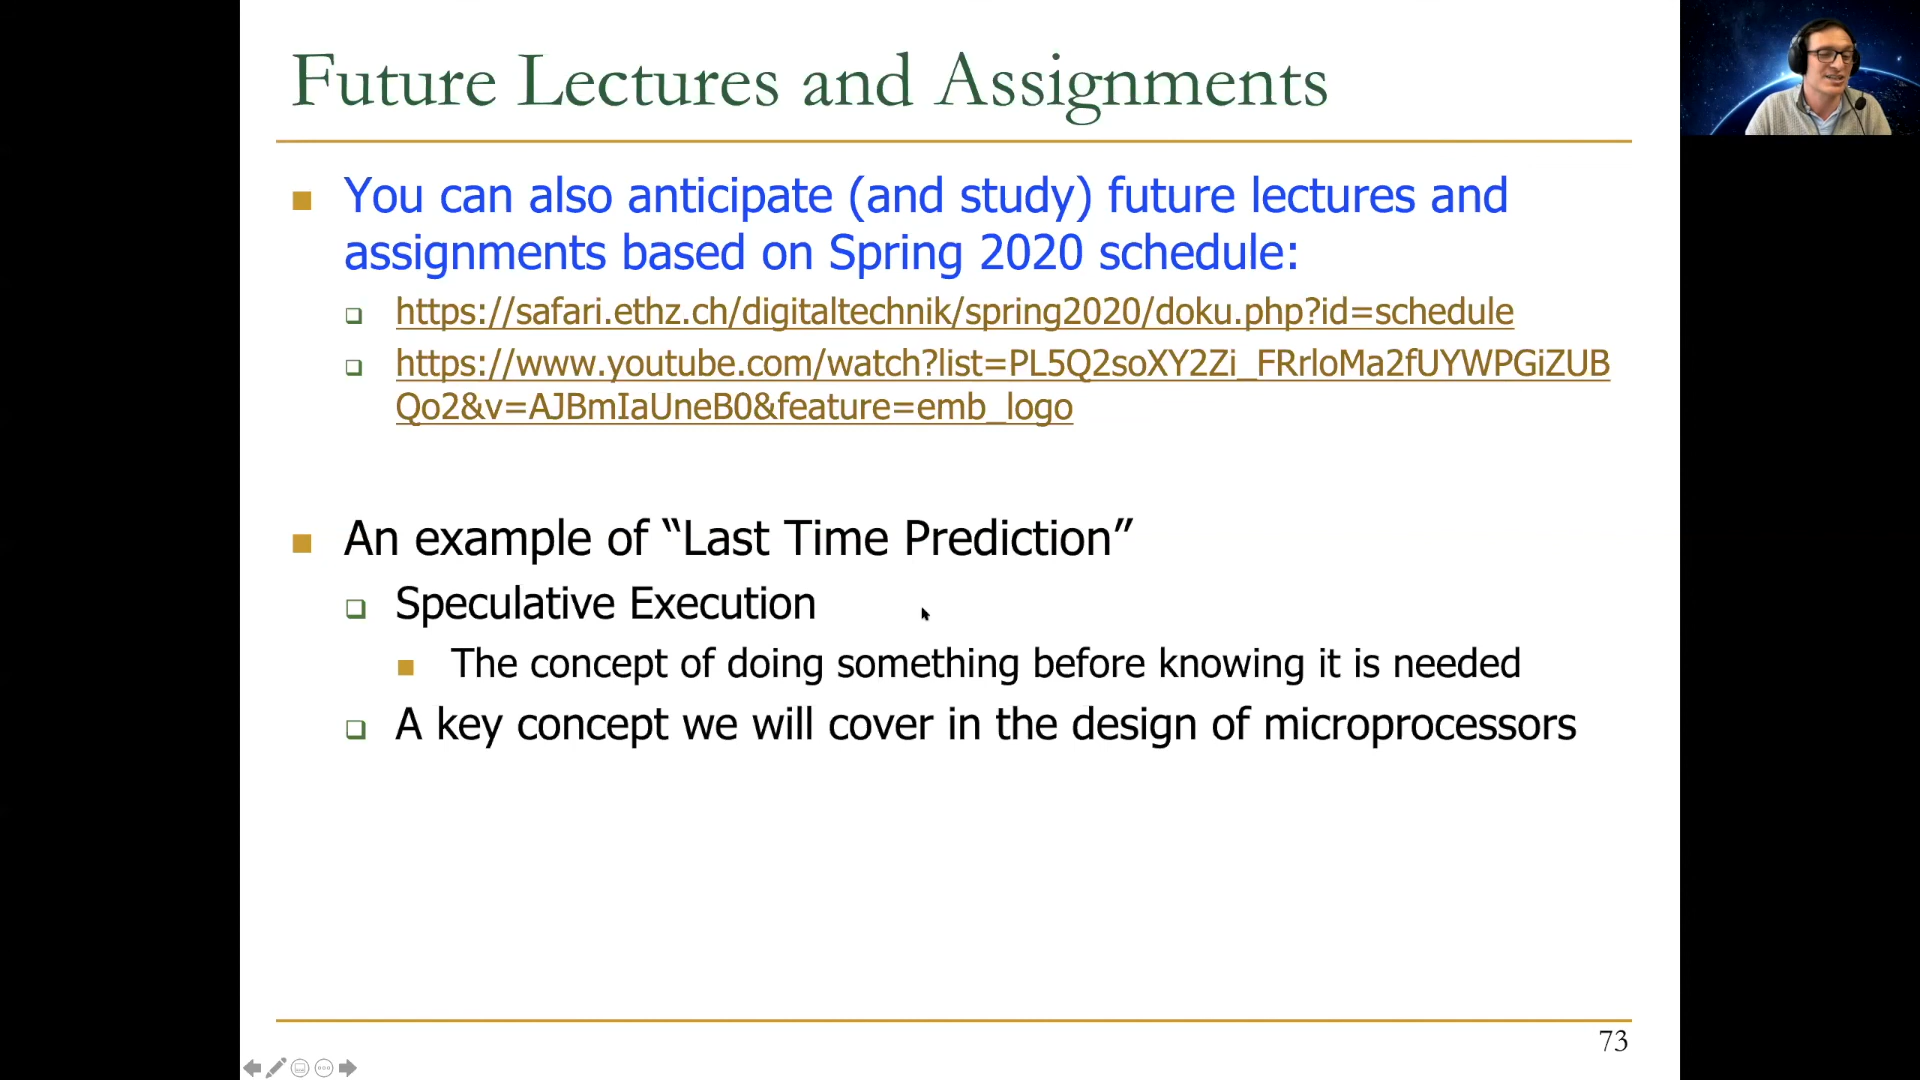 Future Lectures and Assignments
You can also anticipate (and study) future lectures and
assignments based on Spring 2020 schedule:
https://safari.ethz.ch/digitaltechnik/spring2020/doku.php?id=schedule
https://www.youtube.com/watch?list=PL5Q2soXY2Zi_FRrloMa2fUYWPGiZUB
Qo2&v=AJBmIaUneB0&feature=emb_logo
An example of “Last Time Prediction”
Speculative Execution
The concept of doing something before knowing it is needed
A key concept we will cover in the design of microprocessors
73